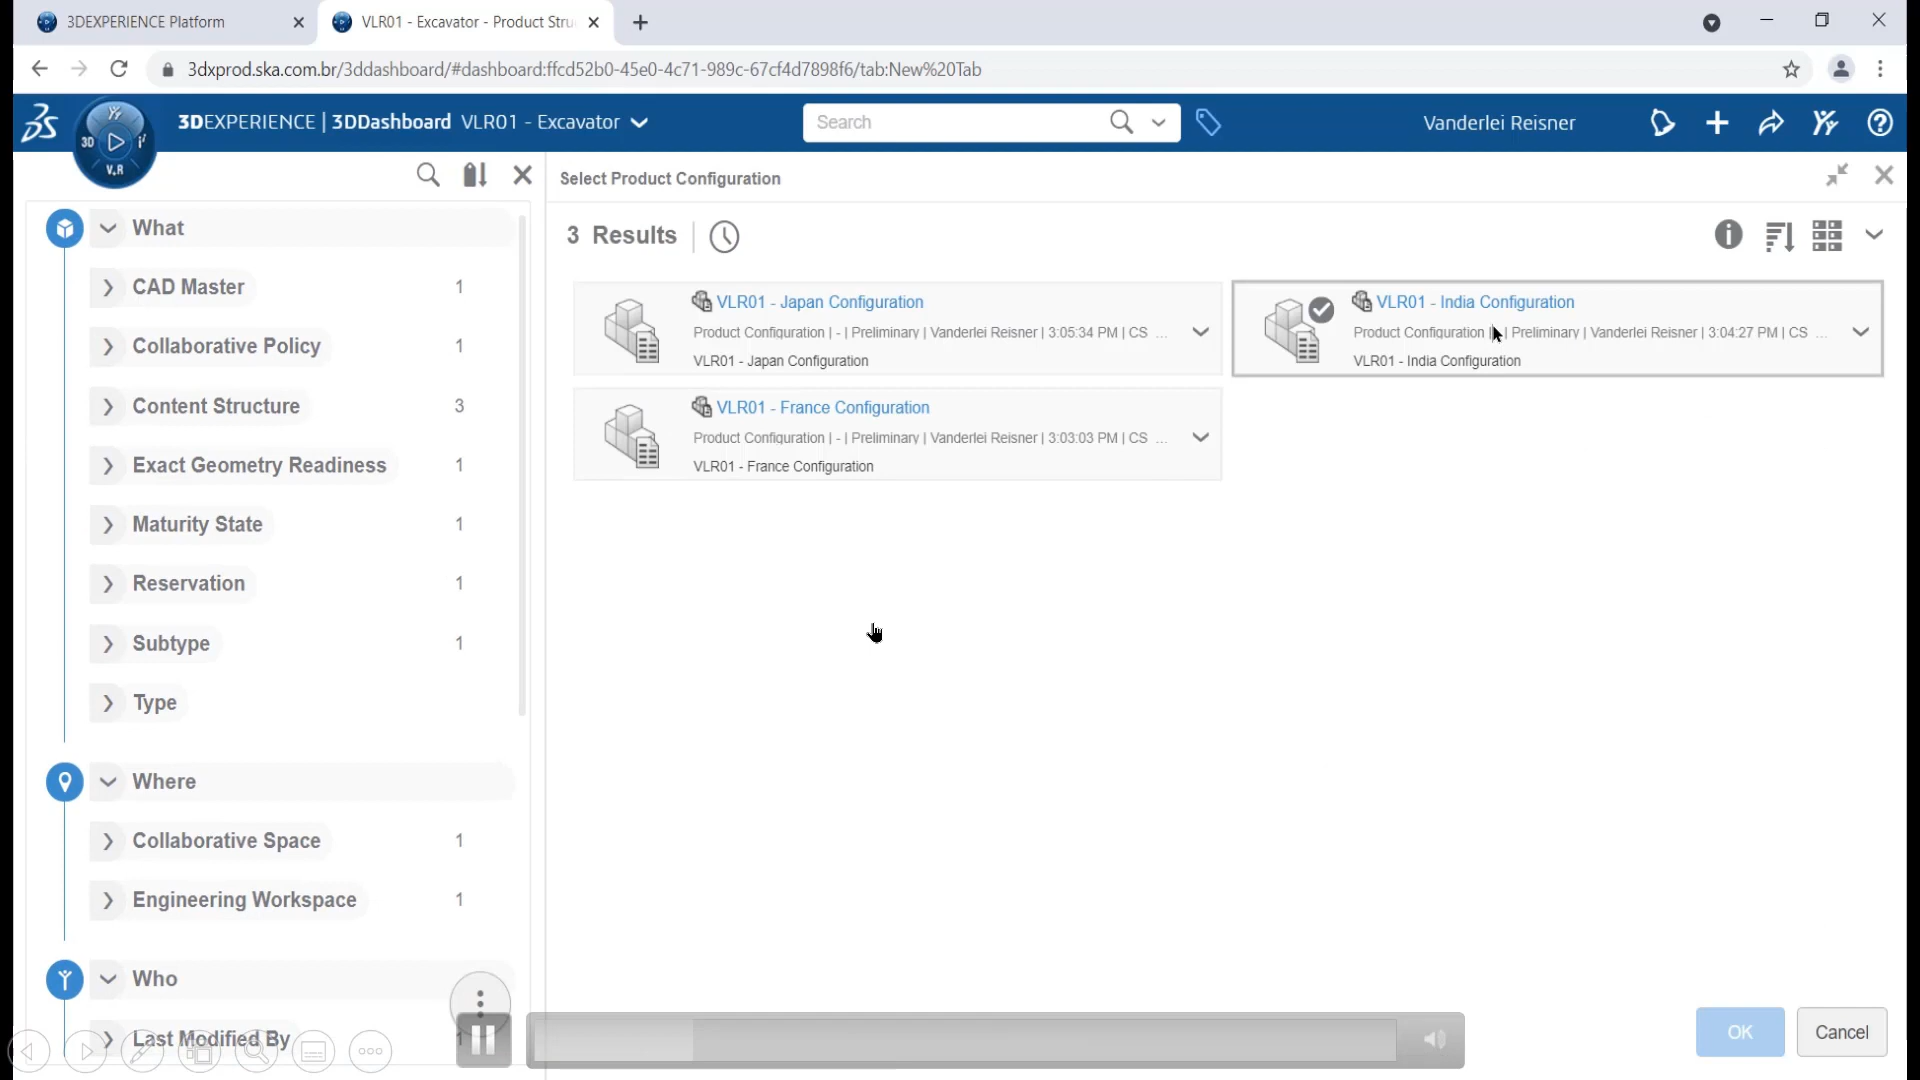 3DEXPERIENCE Platform
VLR01 - Excavator - Product Stru
3dxprod.ska.com.br/3ddashboard/#dashboard:ffcd52b0-45e0-4c71-989c-67cf4d7898f6/tab:New%20Tab
3D
V.R
3DEXPERIENCE | 3DDashboard VLR01 - Excavator
Search
Vanderlei Reisner
Select Product Configuration
What
CAD Master 1
Collaborative Policy 1
Content Structure 3
Exact Geometry Readiness 1
Maturity State 1
Reservation 1
Subtype 1
Type
Where
Collaborative Space 1
Engineering Workspace 1
Who
Last Modified By
3 Results
VLR01 - Japan Configuration
Product Configuration | - | Preliminary | Vanderlei Reisner | 3:05:34 PM | CS ...
VLR01 - Japan Configuration
VLR01 - India Configuration
Product Configuration | | Preliminary | Vanderlei Reisner | 3:04:27 PM | CS ...
VLR01 - India Configuration
VLR01 - France Configuration
Product Configuration | - | Preliminary | Vanderlei Reisner | 3:03:03 PM | CS ...
VLR01 - France Configuration
OK
Cancel